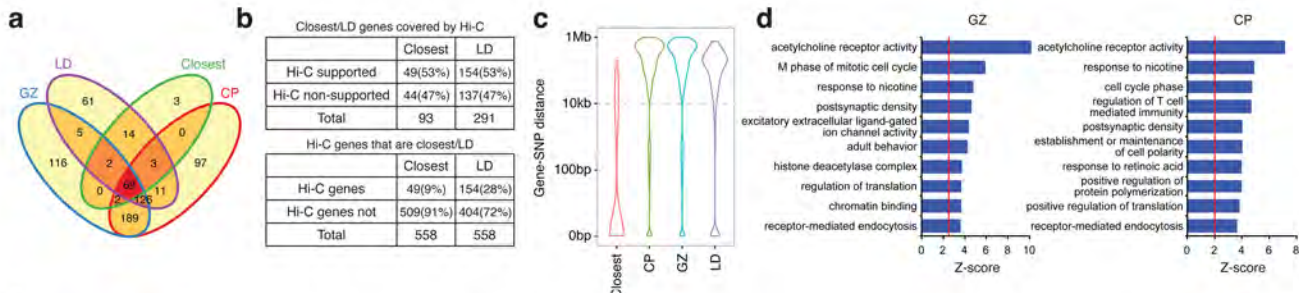 a
GZ
LD
Closest
CP
61
3
5
14
0
116
2
3
97
0
69
11
2
126
189
b
Closest/LD genes covered by Hi-C
Closest LD
Hi-C supported 49(53%) 154(53%)
Hi-C non-supported 44(47%) 137(47%)
Total 93 291
Hi-C genes that are closest/LD
Closest LD
Hi-C genes 49(9%) 154(28%)
Hi-C genes not 509(91%) 404(72%)
Total 558 558
c
Gene-SNP distance
1Mb
10kb
100bp
0bp
Closest
CP
GZ
LD
d
GZ
acetylcholine receptor activity
M phase of mitotic cell cycle
response to nicotine
postsynaptic density
excitatory extracellular ligand-gated
ion channel activity
adult behavior
histone deacetylase complex
regulation of translation
chromatin binding
receptor-mediated endocytosis
0 2 4 6 8 10
Z-score
CP
acetylcholine receptor activity
response to nicotine
cell cycle phase
regulation of T cell
mediated immunity
postsynaptic density
establishment or maintenance
of cell polarity
response to retinoic acid
positive regulation of
protein polymerization
positive regulation of translation
receptor-mediated endocytosis
0 2 4 6 8
Z-score